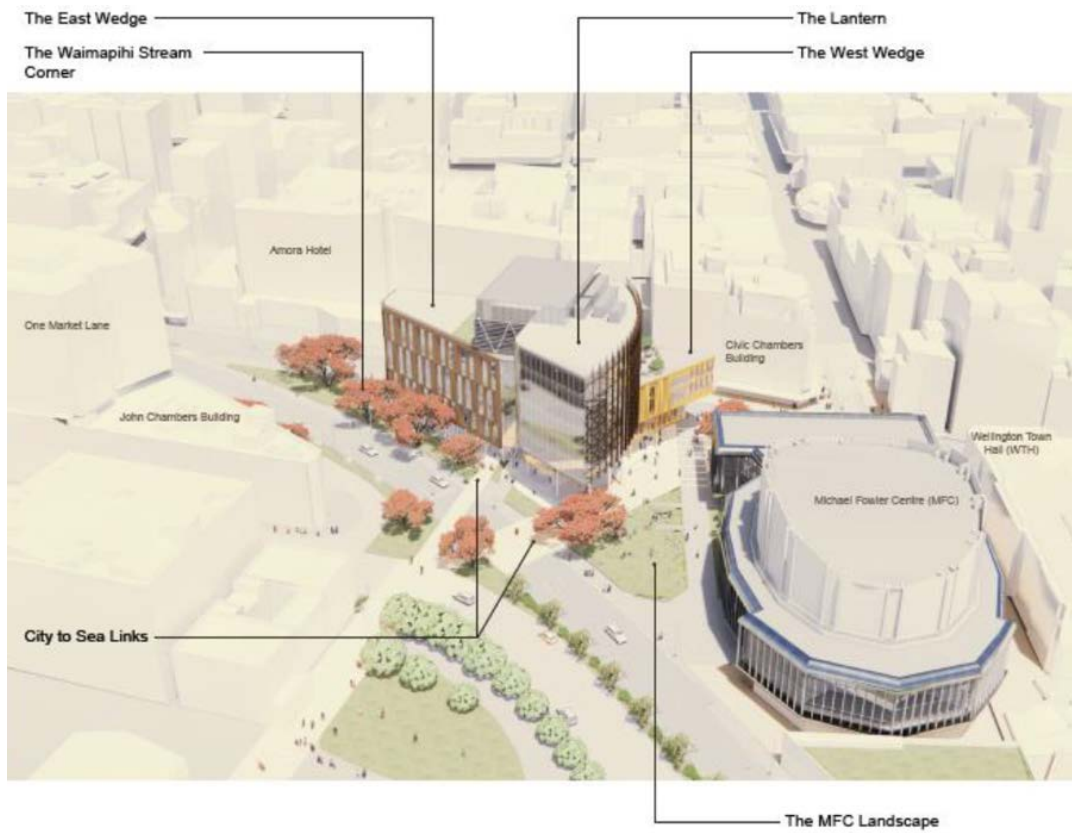 The East Wedge
The Lantern
The Waimapihi Stream
Corner
The West Wedge
Amora Hotel
One Market Lane
Civic Chambers
Building
John Chambers Building
Wellington Town
Hall (WTH)
Michael Fowler Centre (MFC)
City to Sea Links
The MFC Landscape